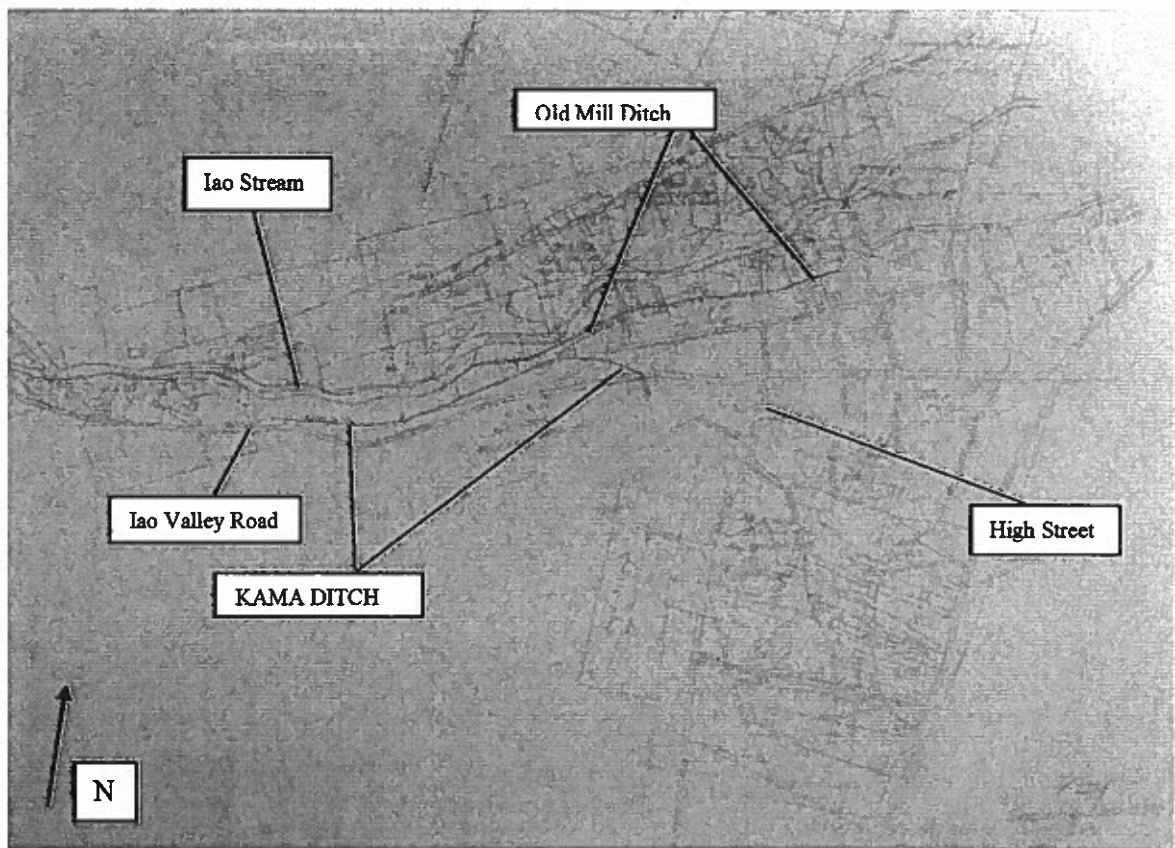 Old Mill Ditch
Iao Stream
Iao Valley Road
High Street
KAMA DITCH
N